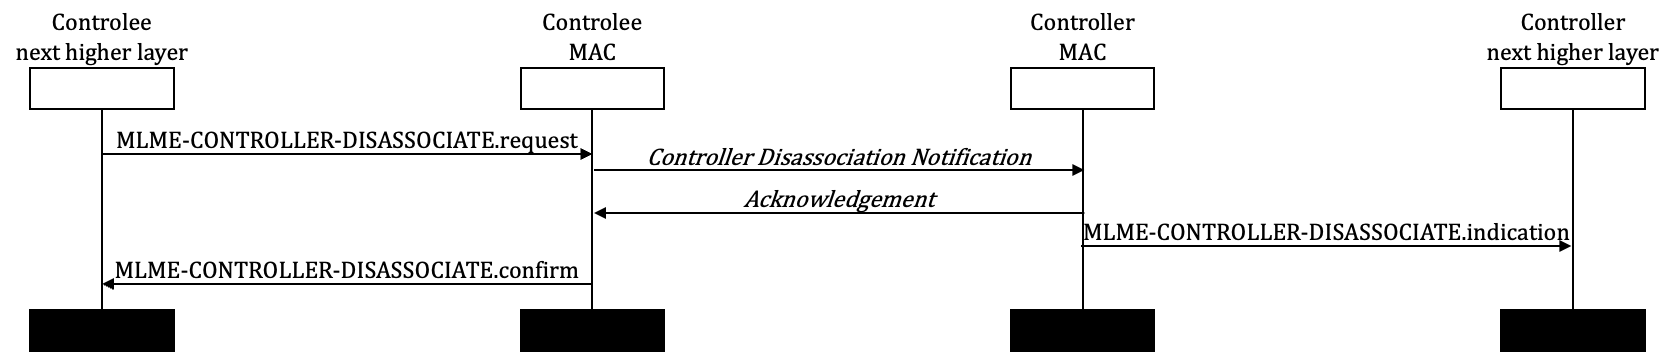 Controlee
next higher layer
Controlee
MAC
Controller
MAC
Controller
next higher layer
MLME-CONTROLLER-DISASSOCIATE.request
Controller Disassociation Notification
Acknowledgement
MLME-CONTROLLER-DISASSOCIATE.indication
MLME-CONTROLLER-DISASSOCIATE.confirm